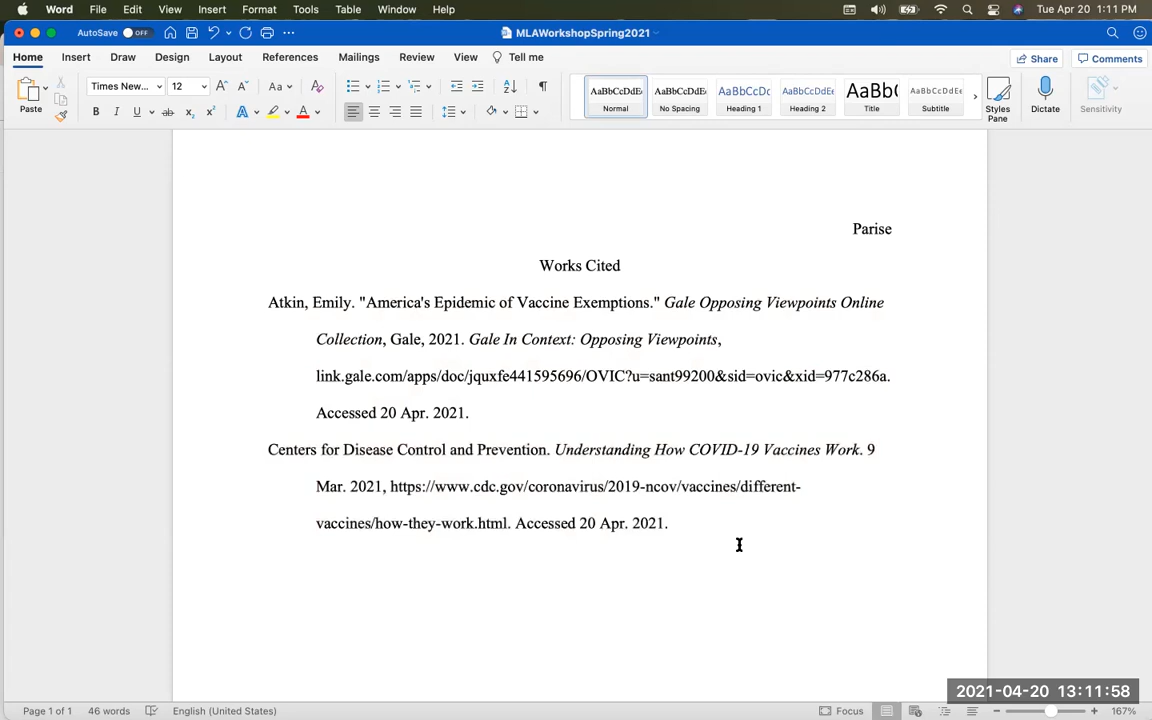 Word File Edit View Insert Format Tools Table Window Help Tue Apr 20 1:11 PM
AutoSave OFF MLAWorkshopSpring2021
Home Insert Draw Design Layout References Mailings Review View Tell me Share Comments
Paste Times New... 12 Aa B I U ab x₂ x² A A AaBbCcDdEe Normal AaBbCcDdEe No Spacing AaBbCcDc Heading 1 AaBbCcDdEe Heading 2 AaBb( Title AaBbCcDdEe Subtitle Styles Pane Dictate Sensitivity
Parise
Works Cited
Atkin, Emily. "America's Epidemic of Vaccine Exemptions." Gale Opposing Viewpoints Online
Collection, Gale, 2021. Gale In Context: Opposing Viewpoints,
link.gale.com/apps/doc/jquxfe441595696/OVIC?u=sant99200&sid=ovic&xid=977c286a.
Accessed 20 Apr. 2021.
Centers for Disease Control and Prevention. Understanding How COVID-19 Vaccines Work. 9
Mar. 2021, https://www.cdc.gov/coronavirus/2019-ncov/vaccines/different-
vaccines/how-they-work.html. Accessed 20 Apr. 2021.
2021-04-20 13:11:58
Page 1 of 1 46 words English (United States) Focus 167%